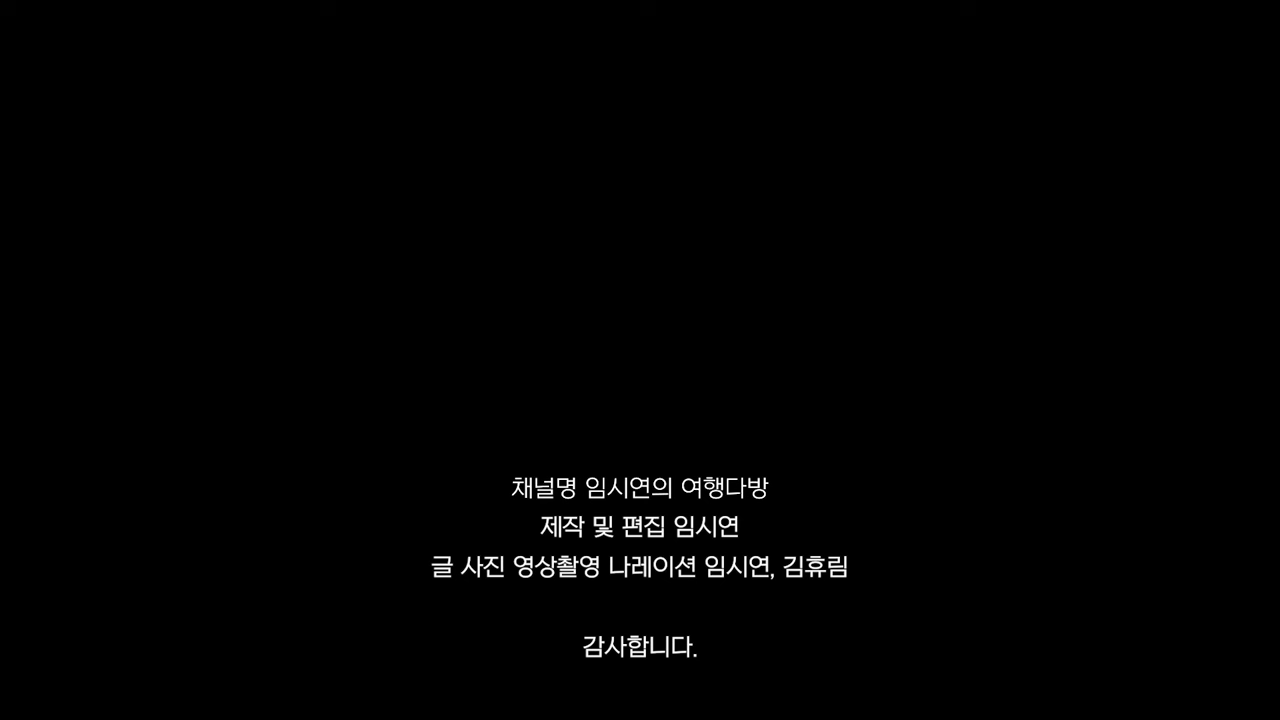 채널명 임시연의 여행다방
제작 및 편집 임시연
글 사진 영상촬영 나레이션 임시연, 김휴림
감사합니다.